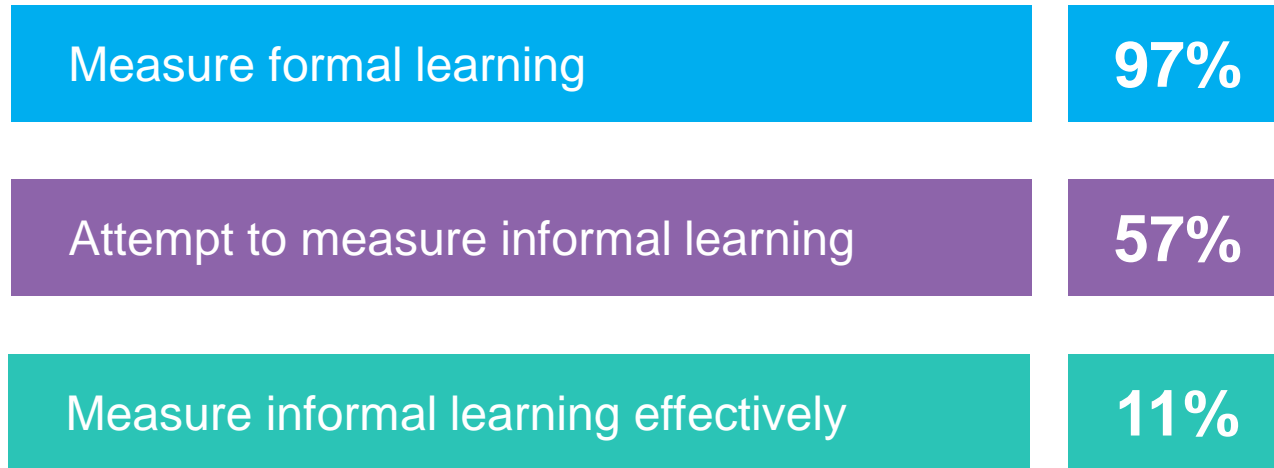 Measure formal learning 97%
Attempt to measure informal learning 57%
Measure informal learning effectively 11%